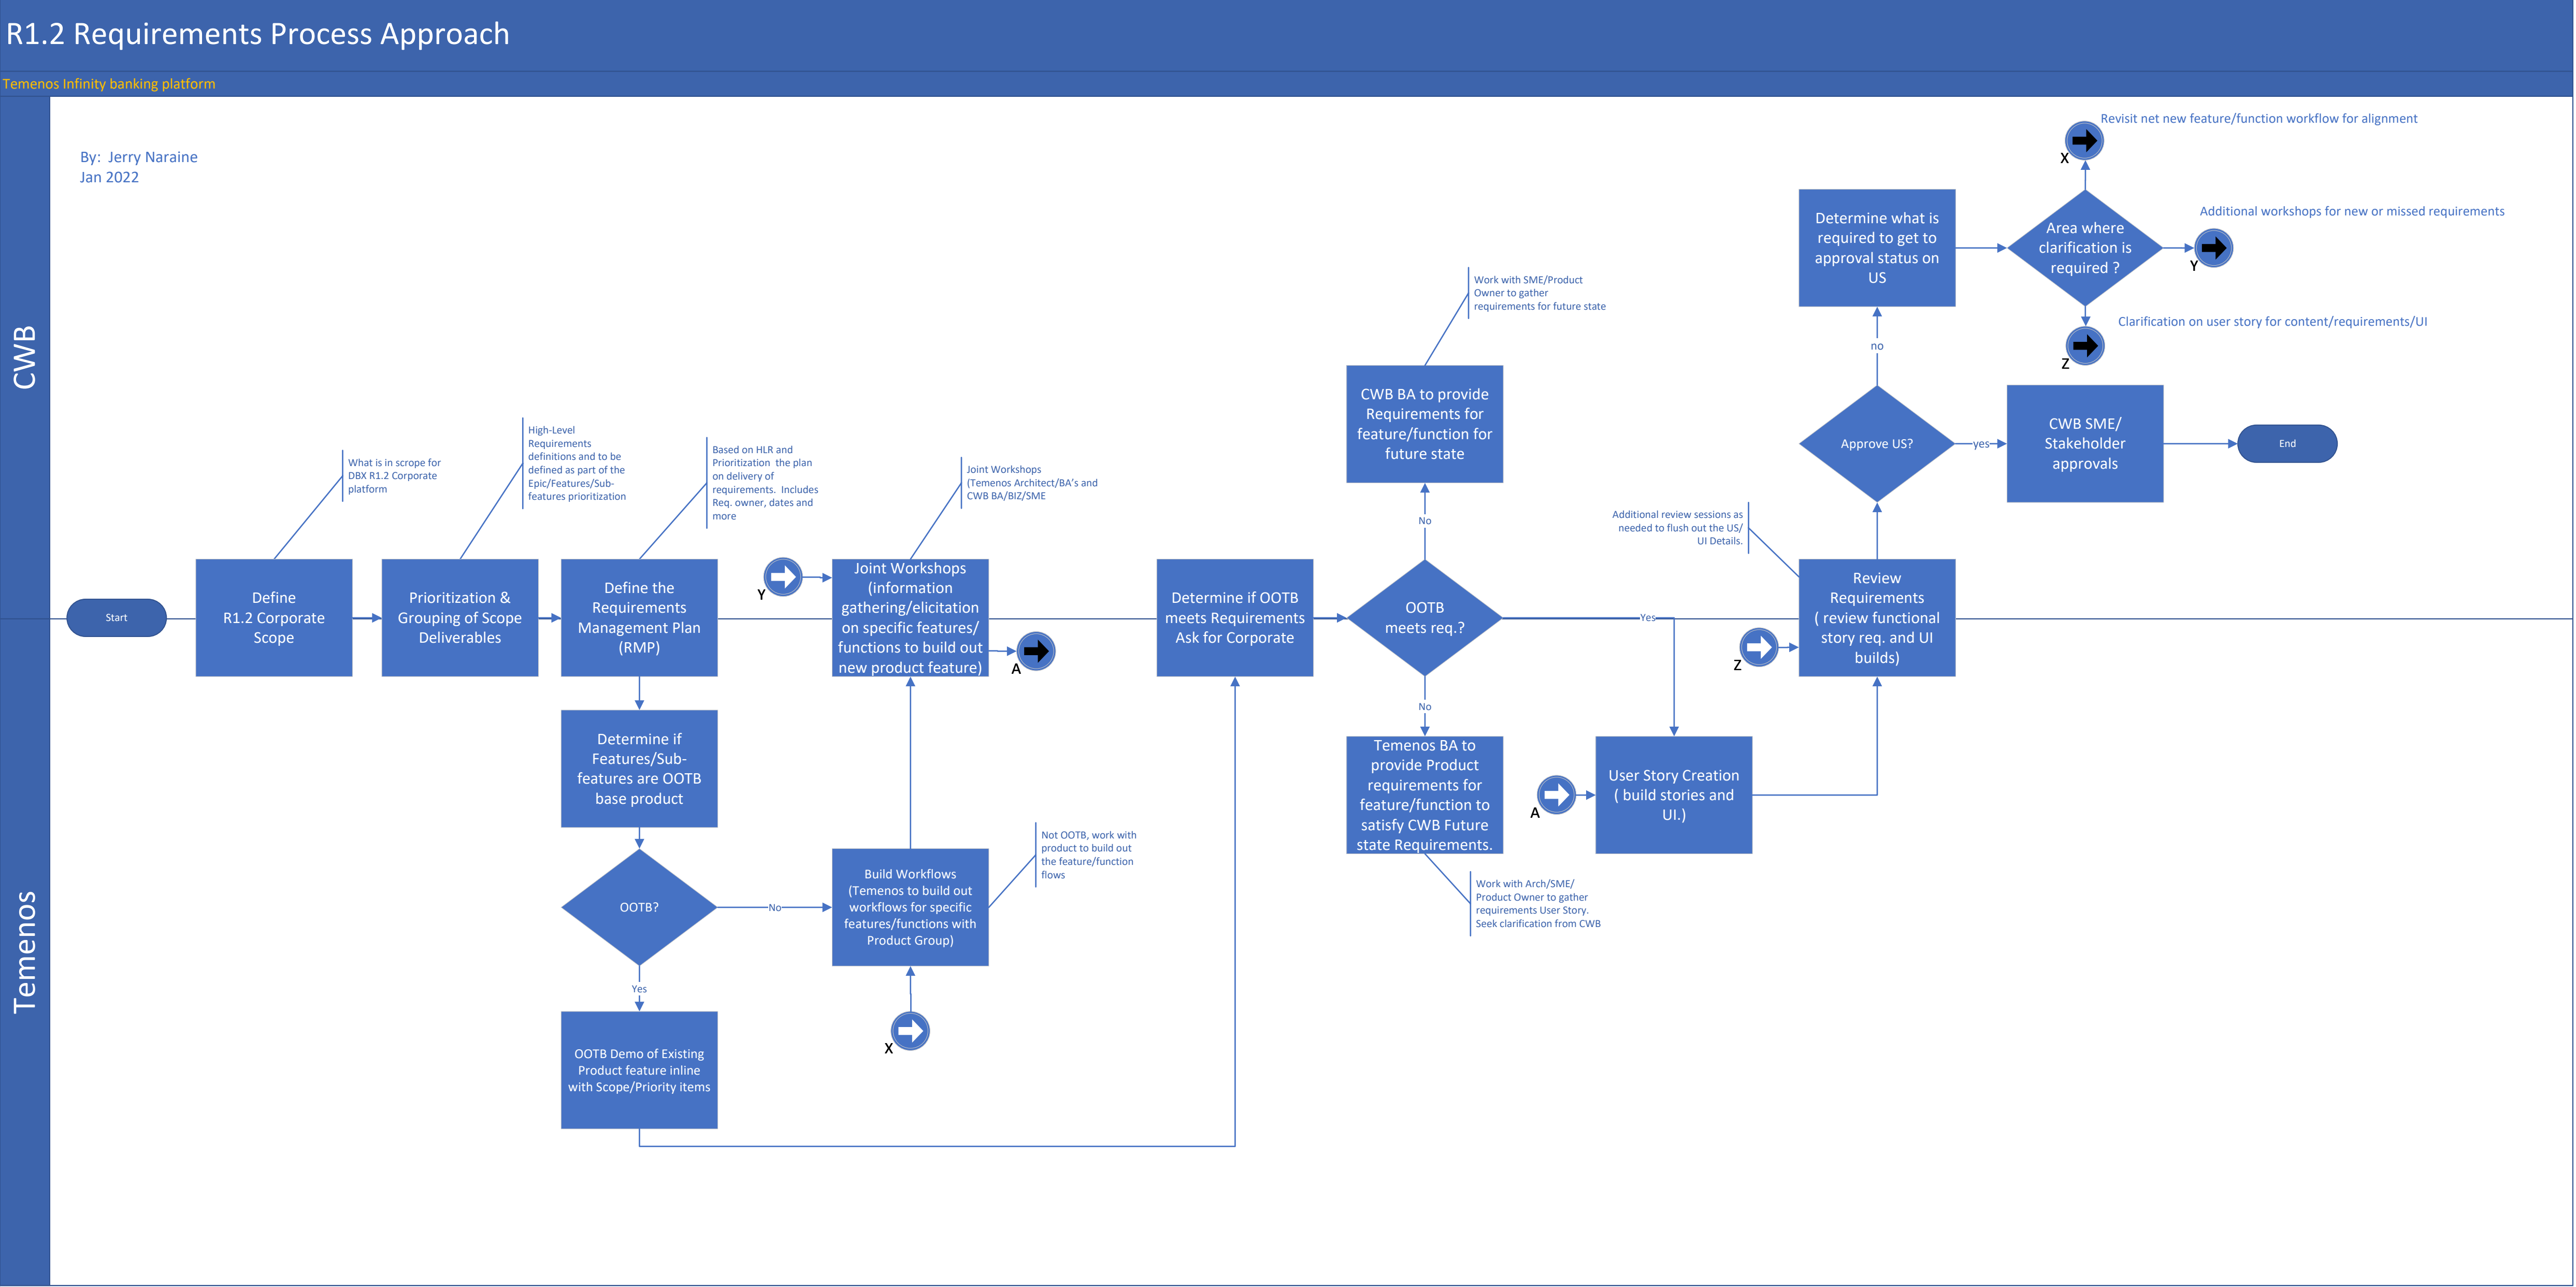 R1.2 Requirements Process Approach
Temenos Infinity banking platform
CWB
Temenos
By:  Jerry Naraine
Jan 2022
Start
Define
R1.2 Corporate
Scope
What is in scrope for
DBX R1.2 Corporate
platform
Prioritization &
Grouping of Scope
Deliverables
High-Level
Requirements
definitions and to be
defined as part of the
Epic/Features/Sub-
features prioritization
Define the
Requirements
Management Plan
(RMP)
Based on HLR and
Prioritization  the plan
on delivery of
requirements.  Includes
Req. owner, dates and
more
Determine if
Features/Sub-
features are OOTB
base product
OOTB?
No
Yes
OOTB Demo of Existing
Product feature inline
with Scope/Priority items
Build Workflows
(Temenos to build out
workflows for specific
features/functions with
Product Group)
Not OOTB, work with
product to build out
the feature/function
flows
X
Y
Joint Workshops
(information
gathering/elicitation
on specific features/
functions to build out
new product feature)
Joint Workshops
(Temenos Architect/BA's and
CWB BA/BIZ/SME
A
Determine if OOTB
meets Requirements
Ask for Corporate
OOTB
meets req.?
No
CWB BA to provide
Requirements for
feature/function for
future state
Work with SME/Product
Owner to gather
requirements for future state
No
Temenos BA to
provide Product
requirements for
feature/function to
satisfy CWB Future
state Requirements.
Work with Arch/SME/
Product Owner to gather
requirements User Story.
Seek clarification from CWB
Yes
A
User Story Creation
( build stories and
UI.)
Z
Review
Requirements
( review functional
story req. and UI
builds)
Additional review sessions as
needed to flush out the US/
UI Details.
Approve US?
yes
CWB SME/
Stakeholder
approvals
End
no
Determine what is
required to get to
approval status on
US
Area where
clarification is
required ?
X
Revisit net new feature/function workflow for alignment
Y
Additional workshops for new or missed requirements
Z
Clarification on user story for content/requirements/UI